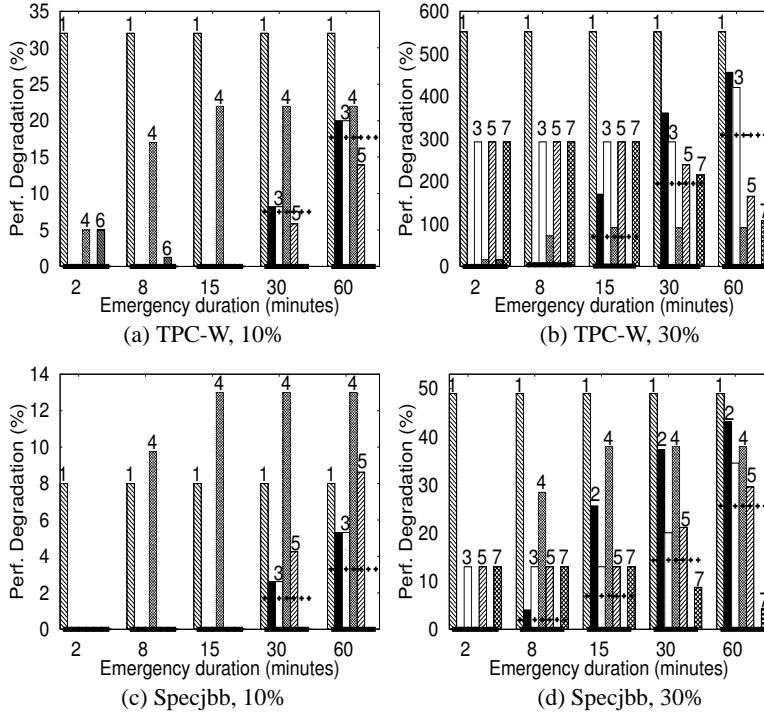 Perf. Degradation (%)
35
30
25
20
15
10
5
0
1 1 1 1 1
4 6
4
6
4
3 4
5
3 4
5
2 8 15 30 60
Emergency duration (minutes)
(a) TPC-W, 10%
Perf. Degradation (%)
600
500
400
300
200
100
0
1 1 1 1 1
3 5 7
3 5 7
3 5 7
3 5 7
3
5
7
2 8 15 30 60
Emergency duration (minutes)
(b) TPC-W, 30%
Perf. Degradation (%)
14
12
10
8
6
4
2
0
1 1 1 1 1
4
4
3 4 5
3 4 5
2 8 15 30 60
Emergency duration (minutes)
(c) Specjbb, 10%
Perf. Degradation (%)
50
40
30
20
10
0
1 1 1 1 1
3 5 7
3 4 5 7
2 3 4 5 7
2 4 5 7
2 4 5 7
2 8 15 30 60
Emergency duration (minutes)
(d) Specjbb, 30%